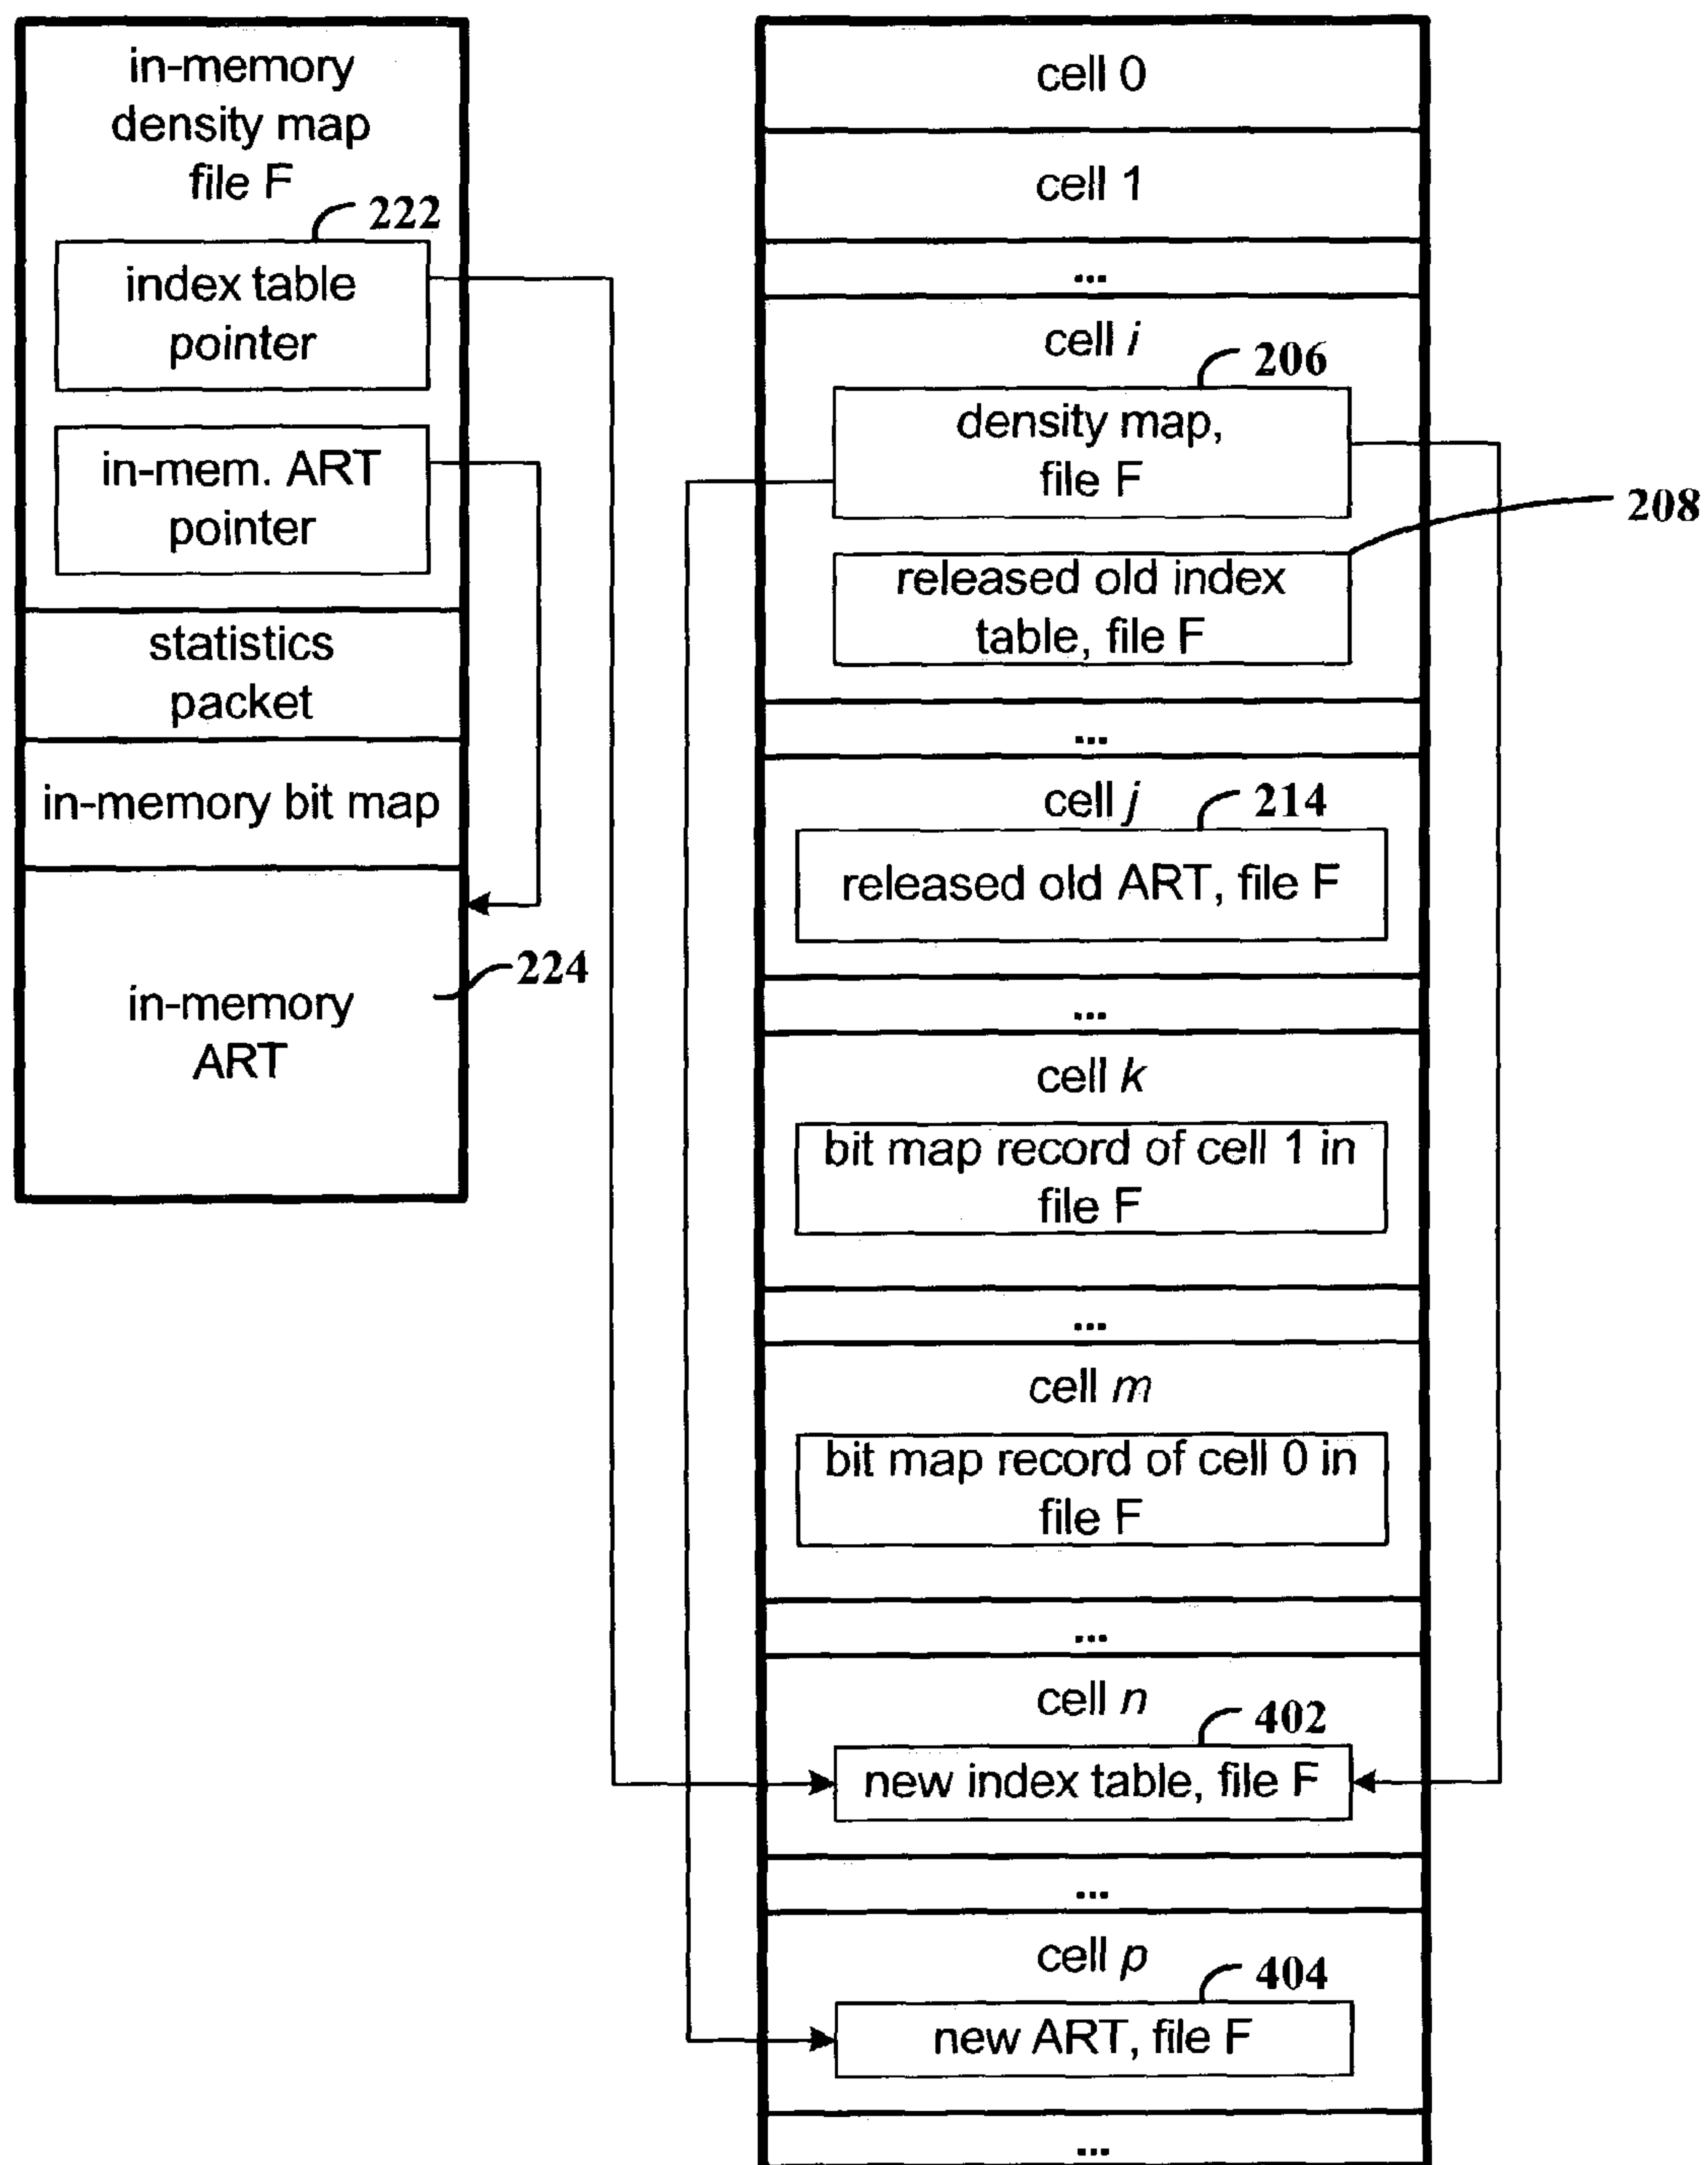 in-memory
density map
file F
222
index table
pointer
in-mem. ART
pointer
statistics
packet
in-memory bit map
in-memory
ART
224
cell 0
cell 1
...
cell i
206
density map,
file F
208
released old index
table, file F
...
cell j
214
released old ART, file F
...
cell k
bit map record of cell 1 in
file F
...
cell m
bit map record of cell 0 in
file F
...
cell n
402
new index table, file F
...
cell p
404
new ART, file F
...